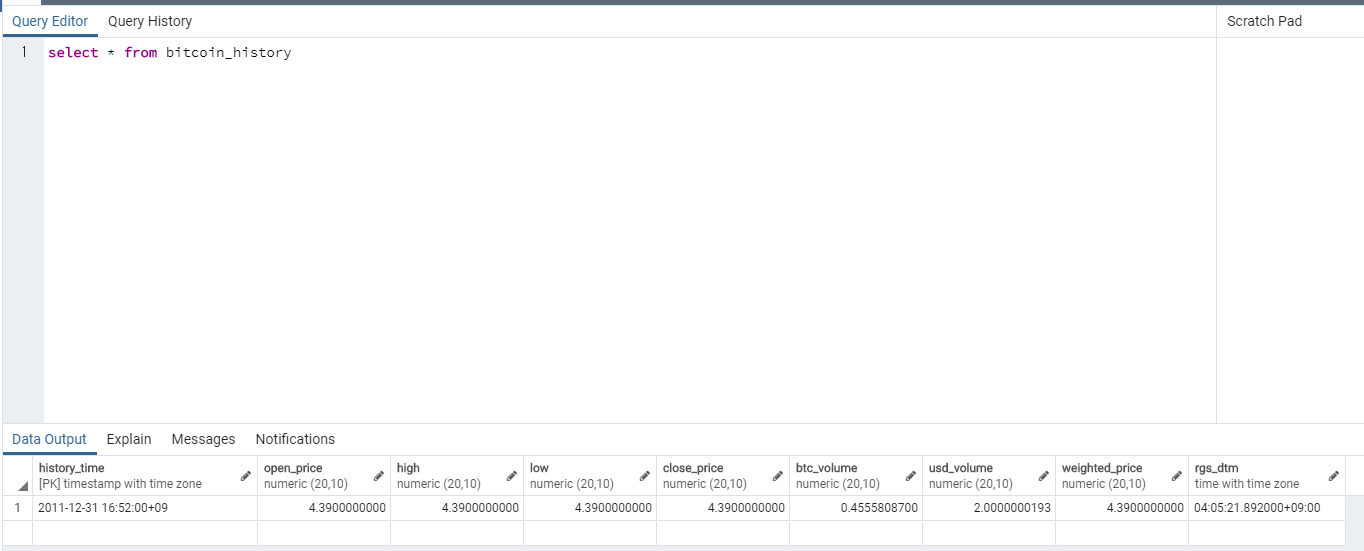 Query Editor Query History Scratch Pad
1 select * from bitcoin_history
Data Output Explain Messages Notifications
history_time open_price high low close_price btc_volume usd_volume weighted_price rgs_dtm
[PK] timestamp with time zone numeric (20,10) numeric (20,10) numeric (20,10) numeric (20,10) numeric (20,10) numeric (20,10) numeric (20,10) time with time zone
1 2011-12-31 16:52:00+09 4.3900000000 4.3900000000 4.3900000000 4.3900000000 0.4555808700 2.0000000193 4.3900000000 04:05:21.892000+09:00